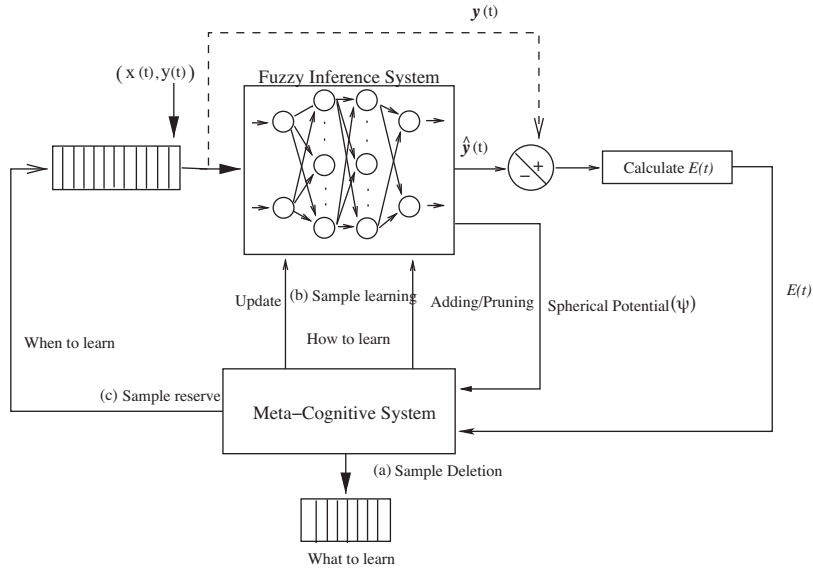 y(t)
(x(t),y(t))
Fuzzy Inference System
ŷ(t)
+
−
Calculate E(t)
Update
(b) Sample learning
Adding/Pruning
Spherical Potential(ψ)
E(t)
When to learn
How to learn
(c) Sample reserve
Meta−Cognitive System
(a) Sample Deletion
What to learn